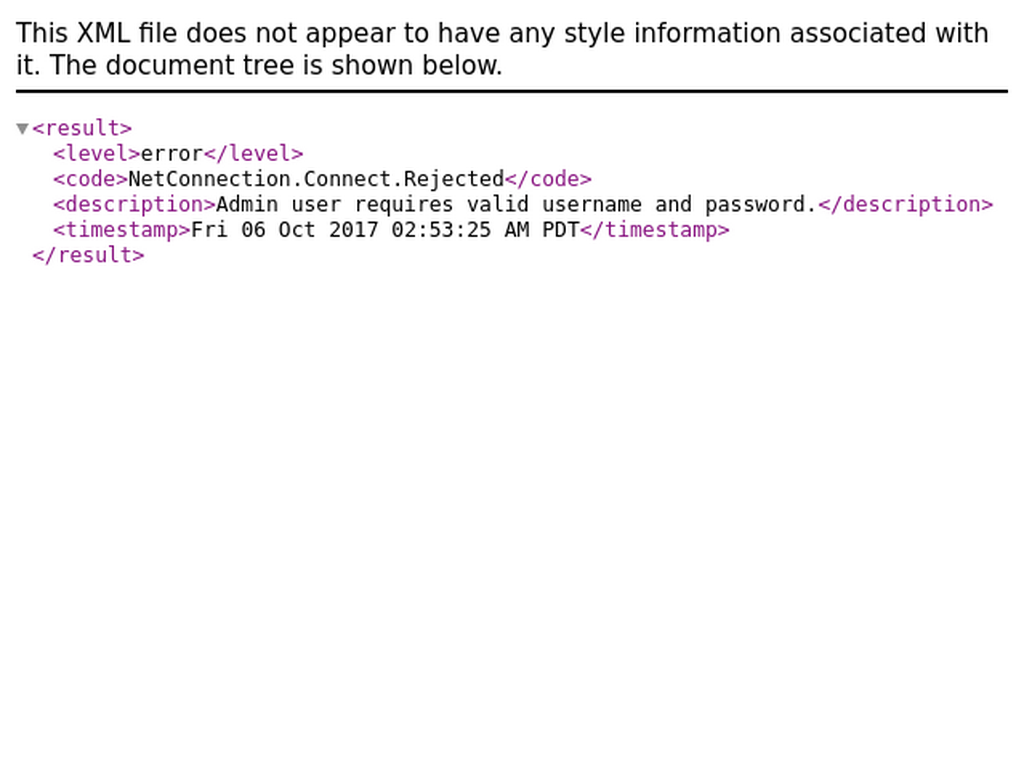 This XML file does not appear to have any style information associated with
it. The document tree is shown below.
▼<result>
<level>error</level>
<code>NetConnection.Connect.Rejected</code>
<description>Admin user requires valid username and password.</description>
<timestamp>Fri 06 Oct 2017 02:53:25 AM PDT</timestamp>
</result>